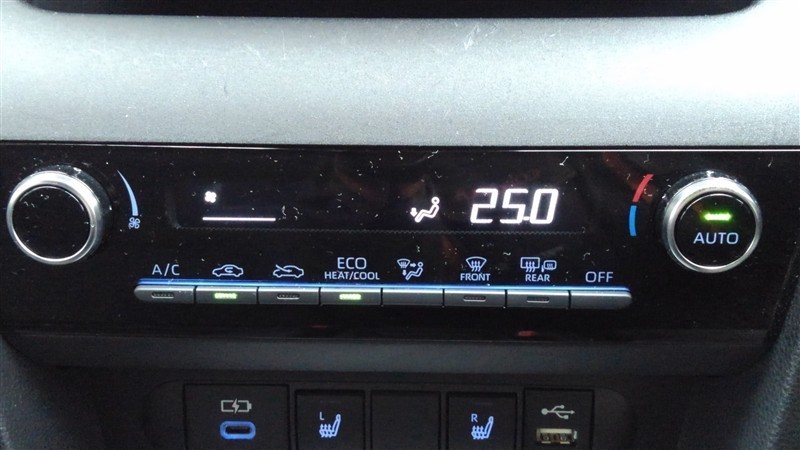 25.0
AUTO
A/C
ECO
HEAT/COOL
FRONT
REAR
OFF
L
R